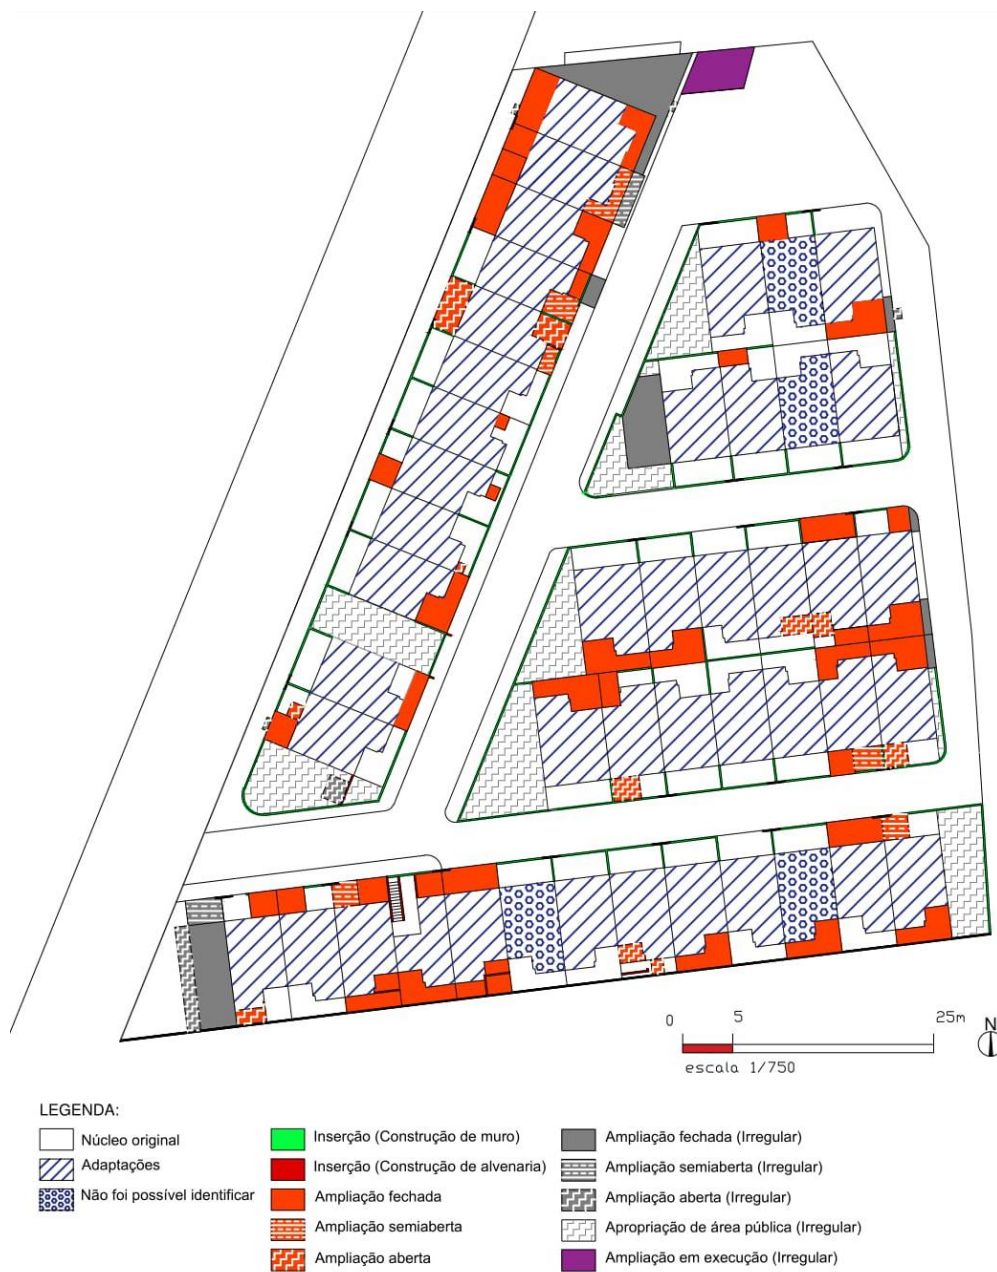 0 5 25m N
escala 1/750
LEGENDA:
Núcleo original
Adaptações
Não foi possível identificar
Inserção (Construção de muro)
Inserção (Construção de alvenaria)
Ampliação fechada
Ampliação semiaberta
Ampliação aberta
Ampliação fechada (Irregular)
Ampliação semiaberta (Irregular)
Ampliação aberta (Irregular)
Apropriação de área pública (Irregular)
Ampliação em execução (Irregular)